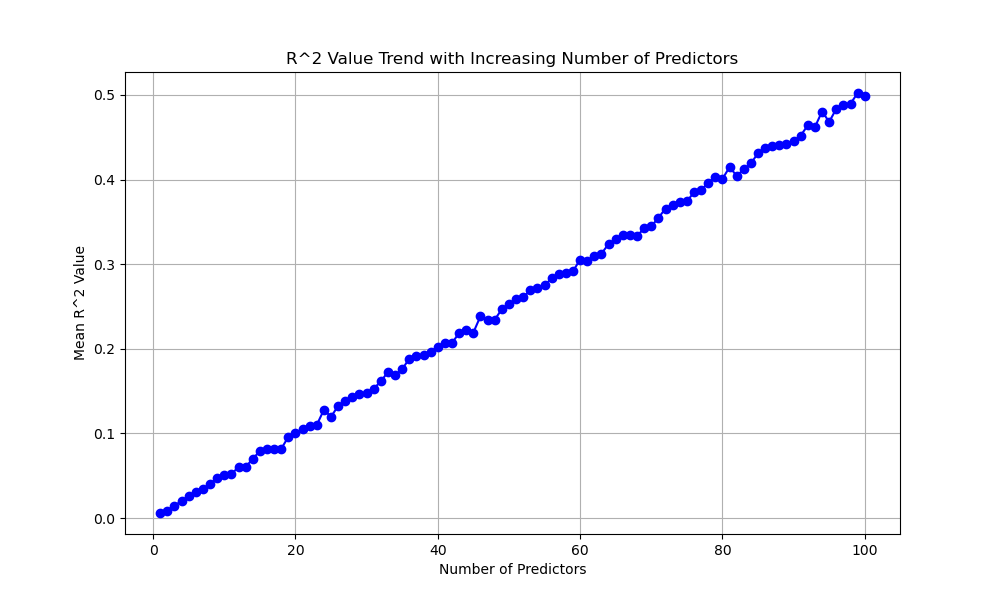 R^2 Value Trend with Increasing Number of Predictors
0.5
0.4
0.3
0.2
0.1
0.0
Mean R^2 Value
0 20 40 60 80 100
Number of Predictors